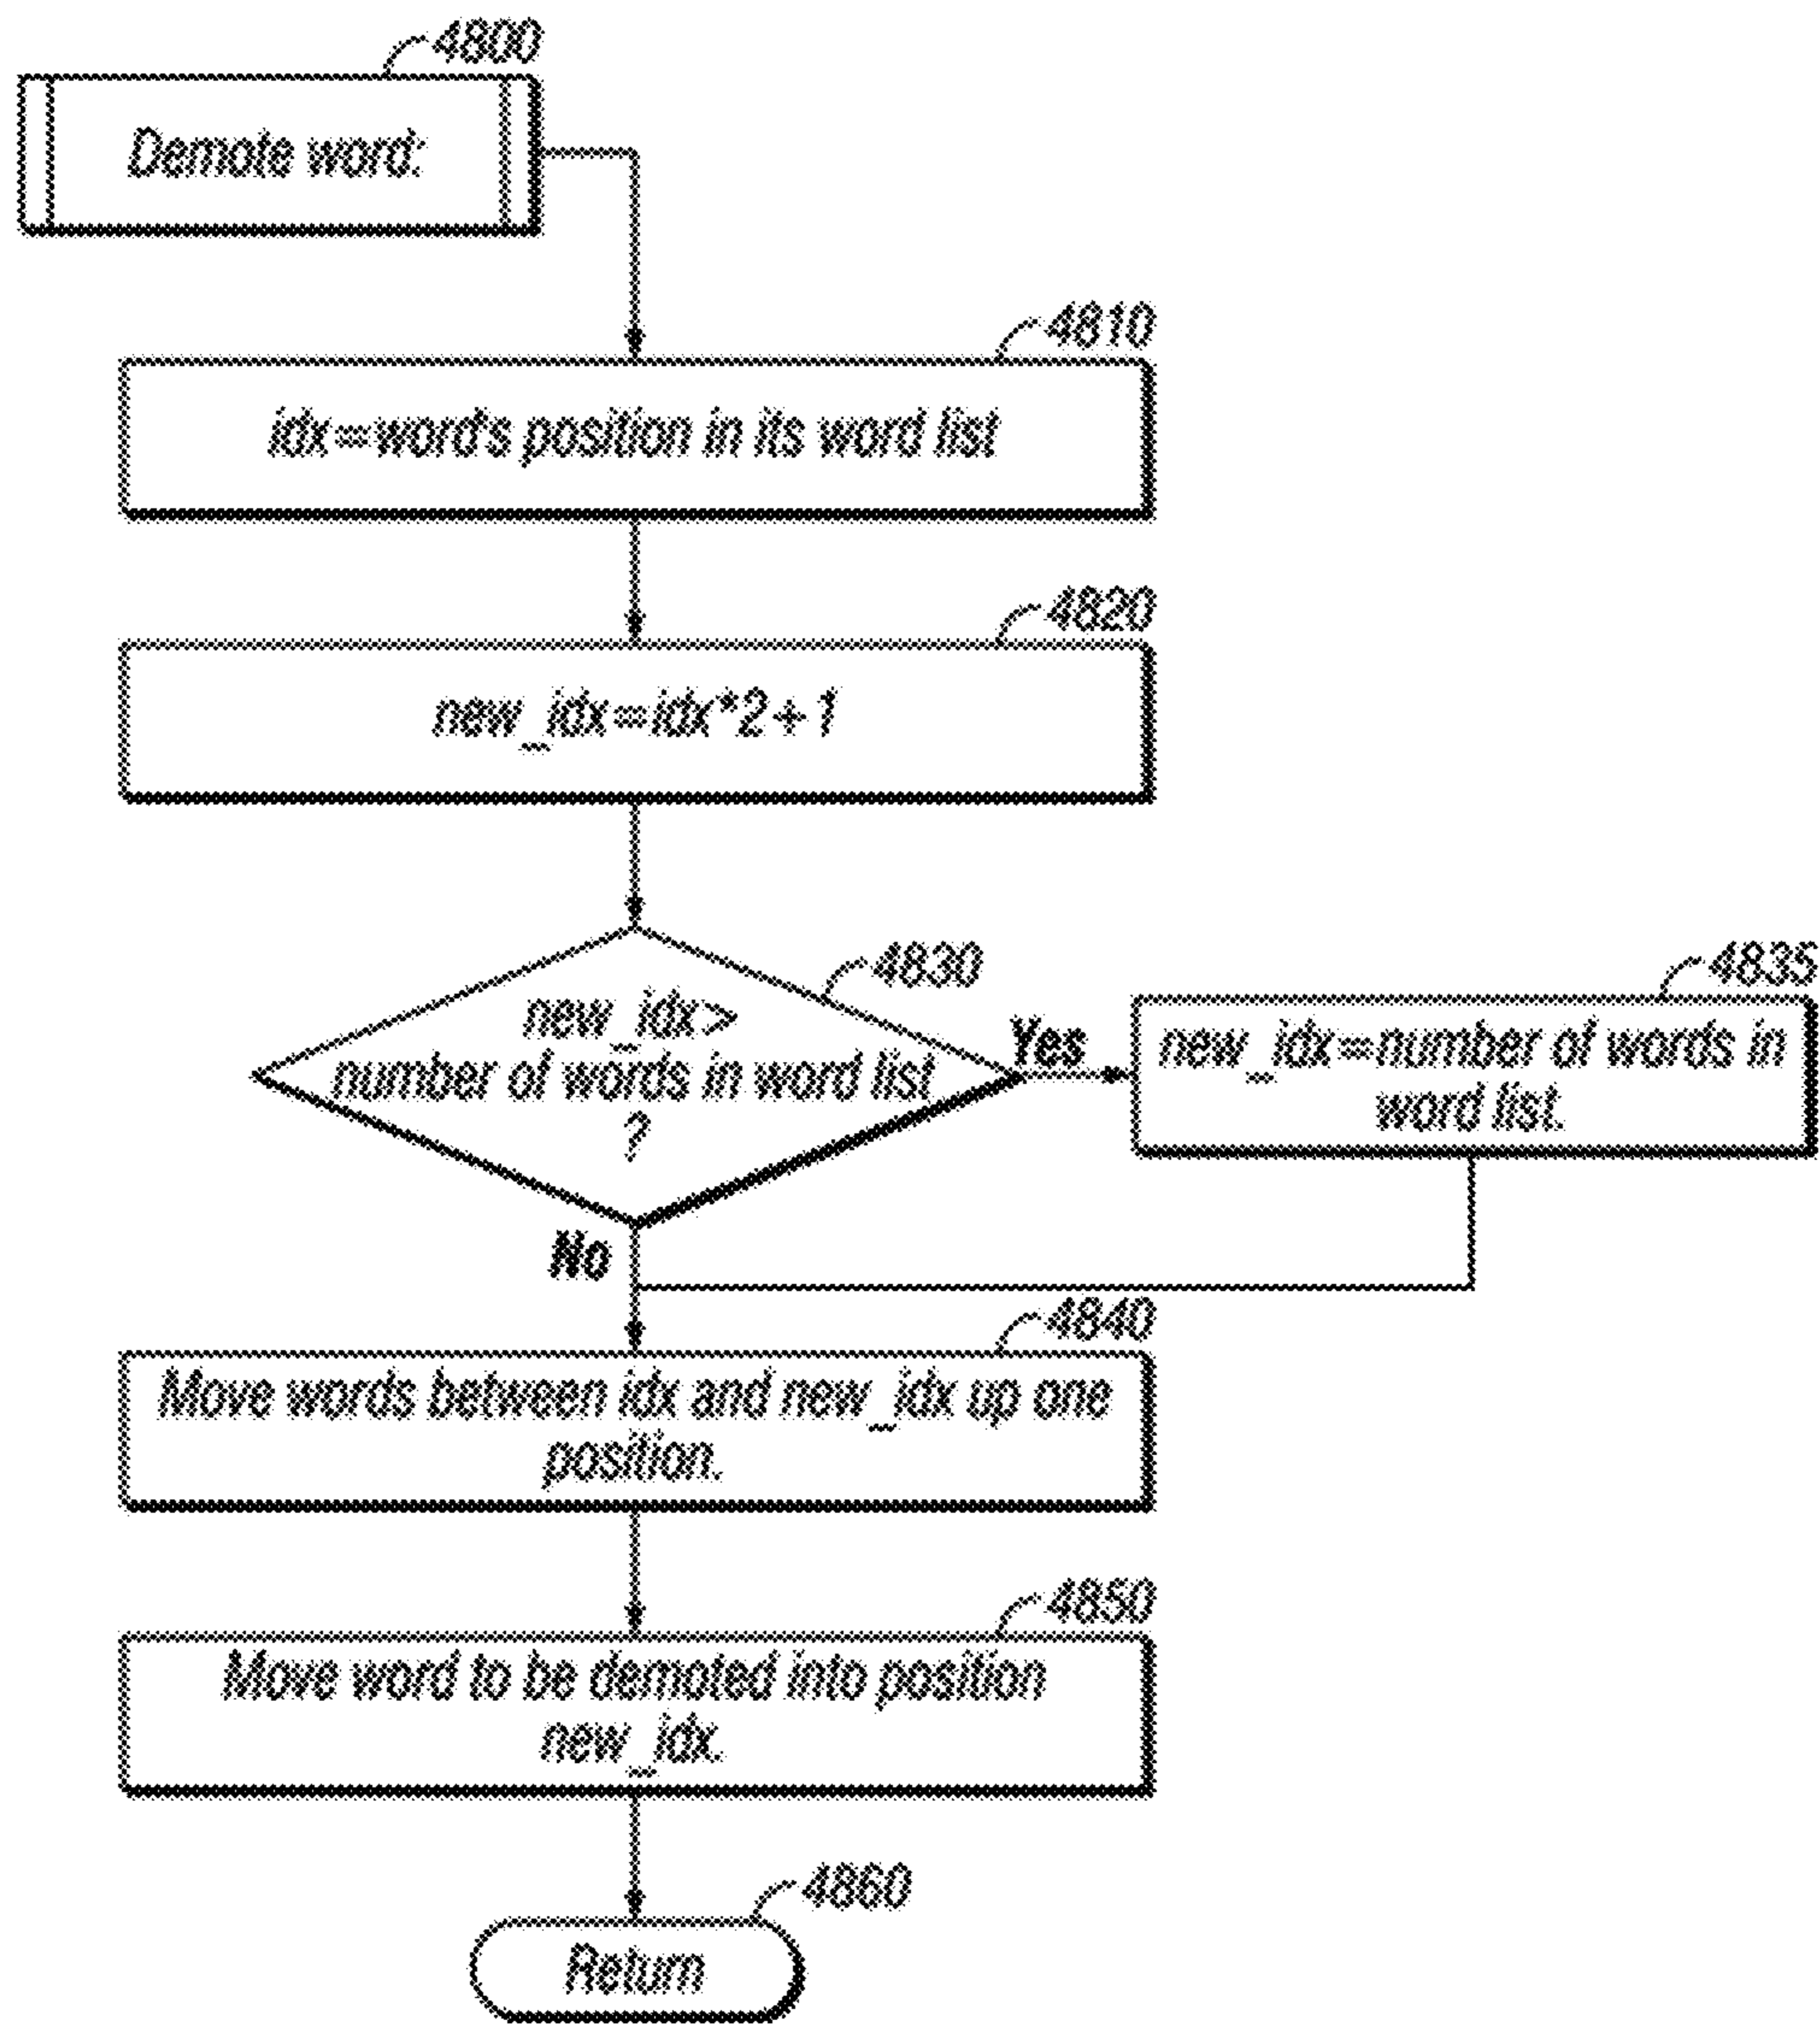 4800
Demote word:
4810
idx=word's position in its word list
4820
new_idx=idx*2+1
4830
new_idx>
number of words in word list
?
Yes
4835
new_idx=number of words in
word list.
No
4840
Move words between idx and new_idx up one
position.
4850
Move word to be demoted into position
new_idx.
4860
Return